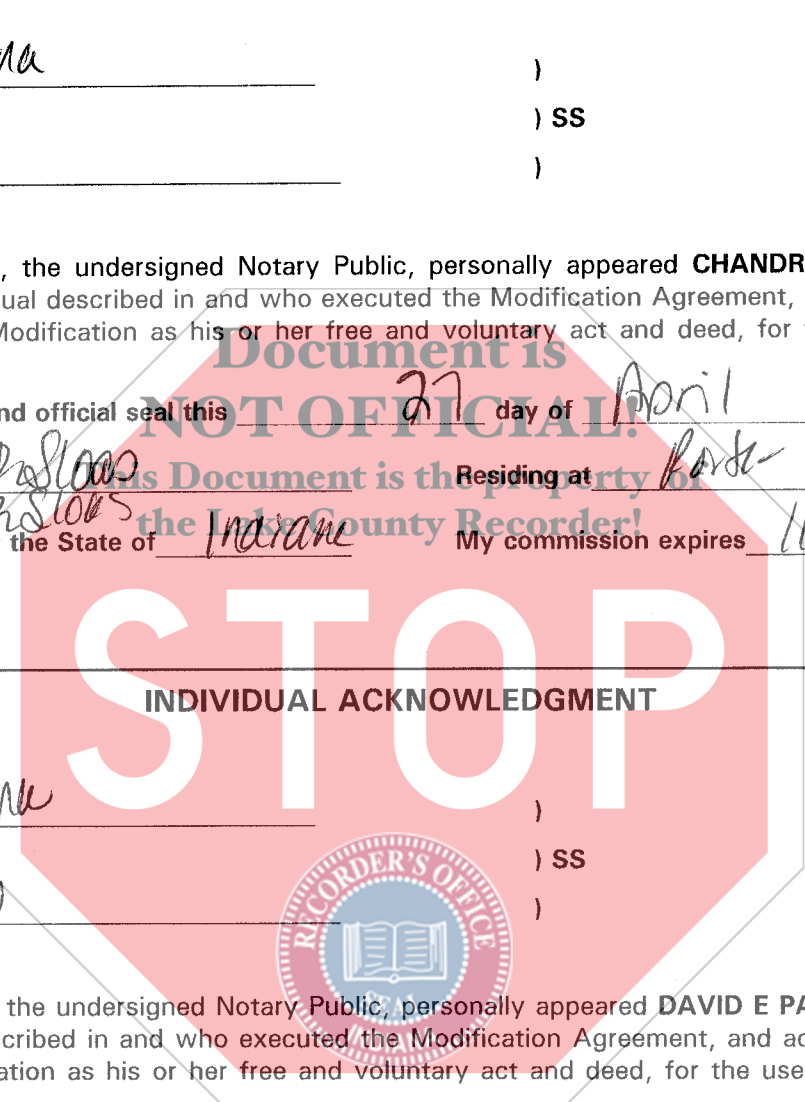 )
) SS
)
, the undersigned Notary Public, personally appeared CHANDR
ual described in and who executed the Modification Agreement,
Modification as his or her free and voluntary act and deed, for
Document is
nd official seal this 27 day of April
NOT OFFICIAL!
This Document is the property of
Residing at Porter
the Lake County Recorder!
the State of Indiana My commission expires
STOP
INDIVIDUAL ACKNOWLEDGMENT
)
) SS
)
RECORDER'S OFFICE
SEAL
the undersigned Notary Public, personally appeared DAVID E PA
cribed in and who executed the Modification Agreement, and ac
ation as his or her free and voluntary act and deed, for the use